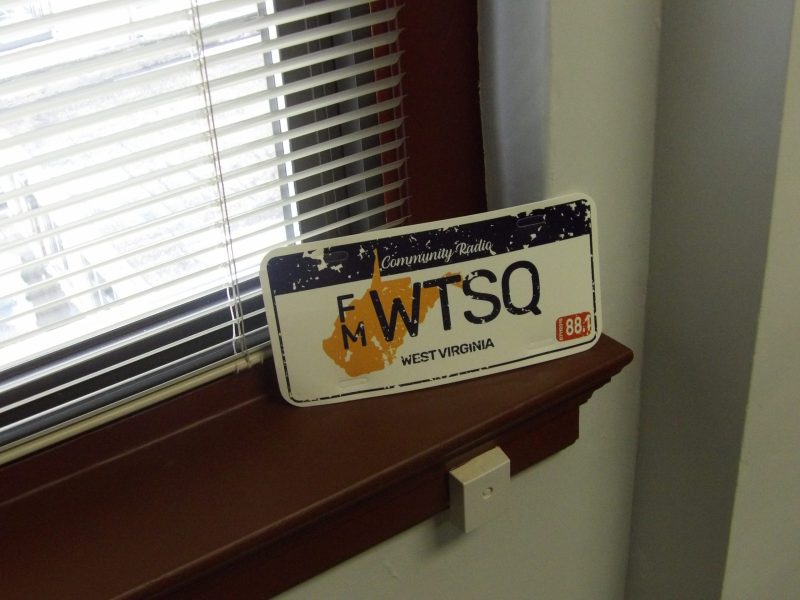 Community Radio
FM WTSQ
WEST VIRGINIA
88.1